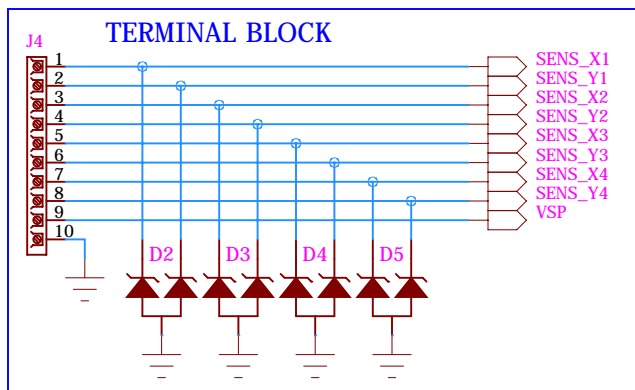 TERMINAL BLOCK
J4
1 SENS_X1
2 SENS_Y1
3 SENS_X2
4 SENS_Y2
5 SENS_X3
6 SENS_Y3
7 SENS_X4
8 SENS_Y4
9 VSP
10
D2 D3 D4 D5